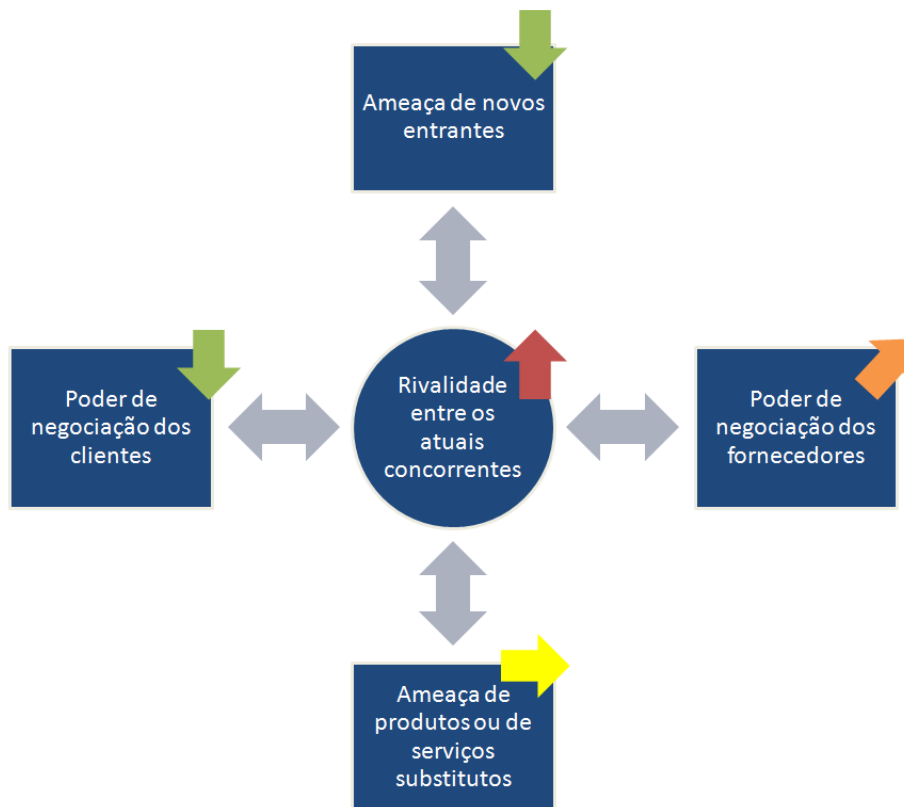 Ameaça de novos
entrantes
Poder de
negociação dos
clientes
Rivalidade
entre os
atuais
concorrentes
Poder de
negociação dos
fornecedores
Ameaça de
produtos ou de
serviços
substitutos